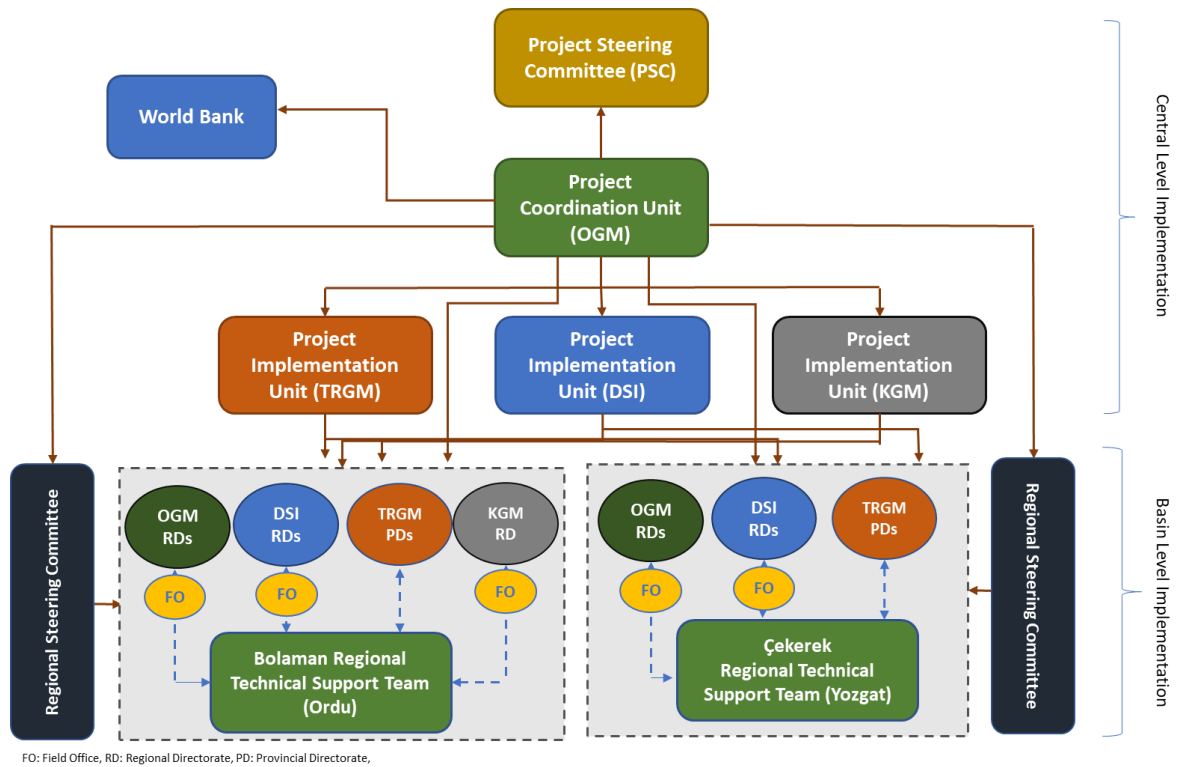 Project Steering
Committee (PSC)
World Bank
Project
Coordination Unit
(OGM)
Central Level Implementation
Project
Implementation
Unit (TRGM)
Project
Implementation
Unit (DSI)
Project
Implementation
Unit (KGM)
Regional Steering Committee
OGM
RDs
DSI
RDs
TRGM
PDs
KGM
RD
FO
FO
FO
Bolaman Regional
Technical Support Team
(Ordu)
OGM
RDs
DSI
RDs
TRGM
PDs
FO
FO
Çekerek
Regional Technical
Support Team (Yozgat)
Regional Steering Committee
Basin Level Implementation
FO: Field Office, RD: Regional Directorate, PD: Provincial Directorate,